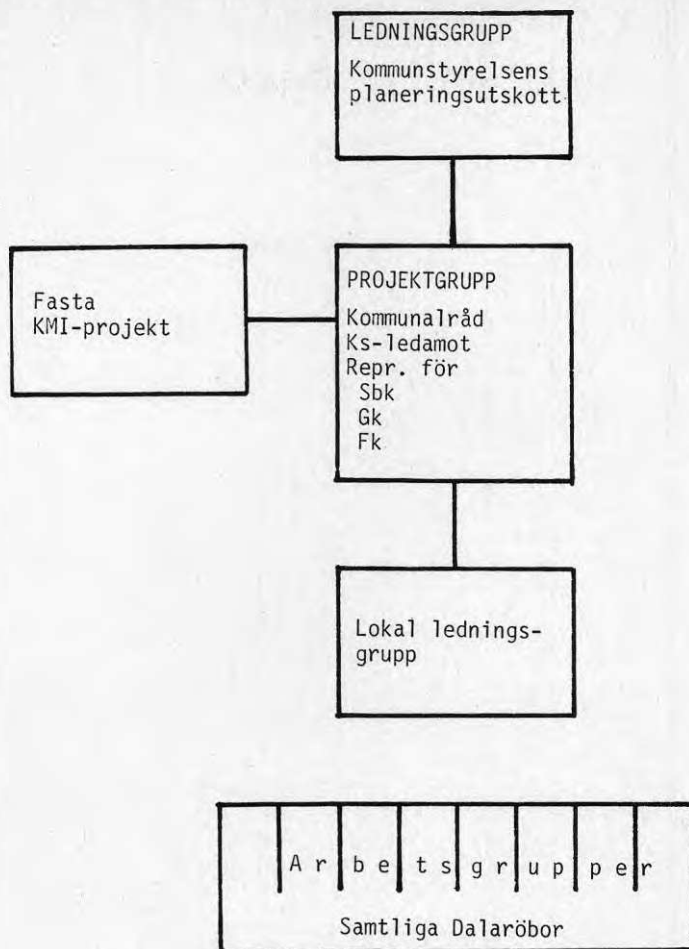 LEDNINGSGRUPP
Kommunstyrelsens
planeringsutskott
Fasta
KMI-projekt
PROJEKTGRUPP
Kommunalråd
Ks-ledamot
Repr. för
Sbk
Gk
Fk
Lokal lednings-
grupp
Arbetsgrupper
Samtliga Dalaröbor